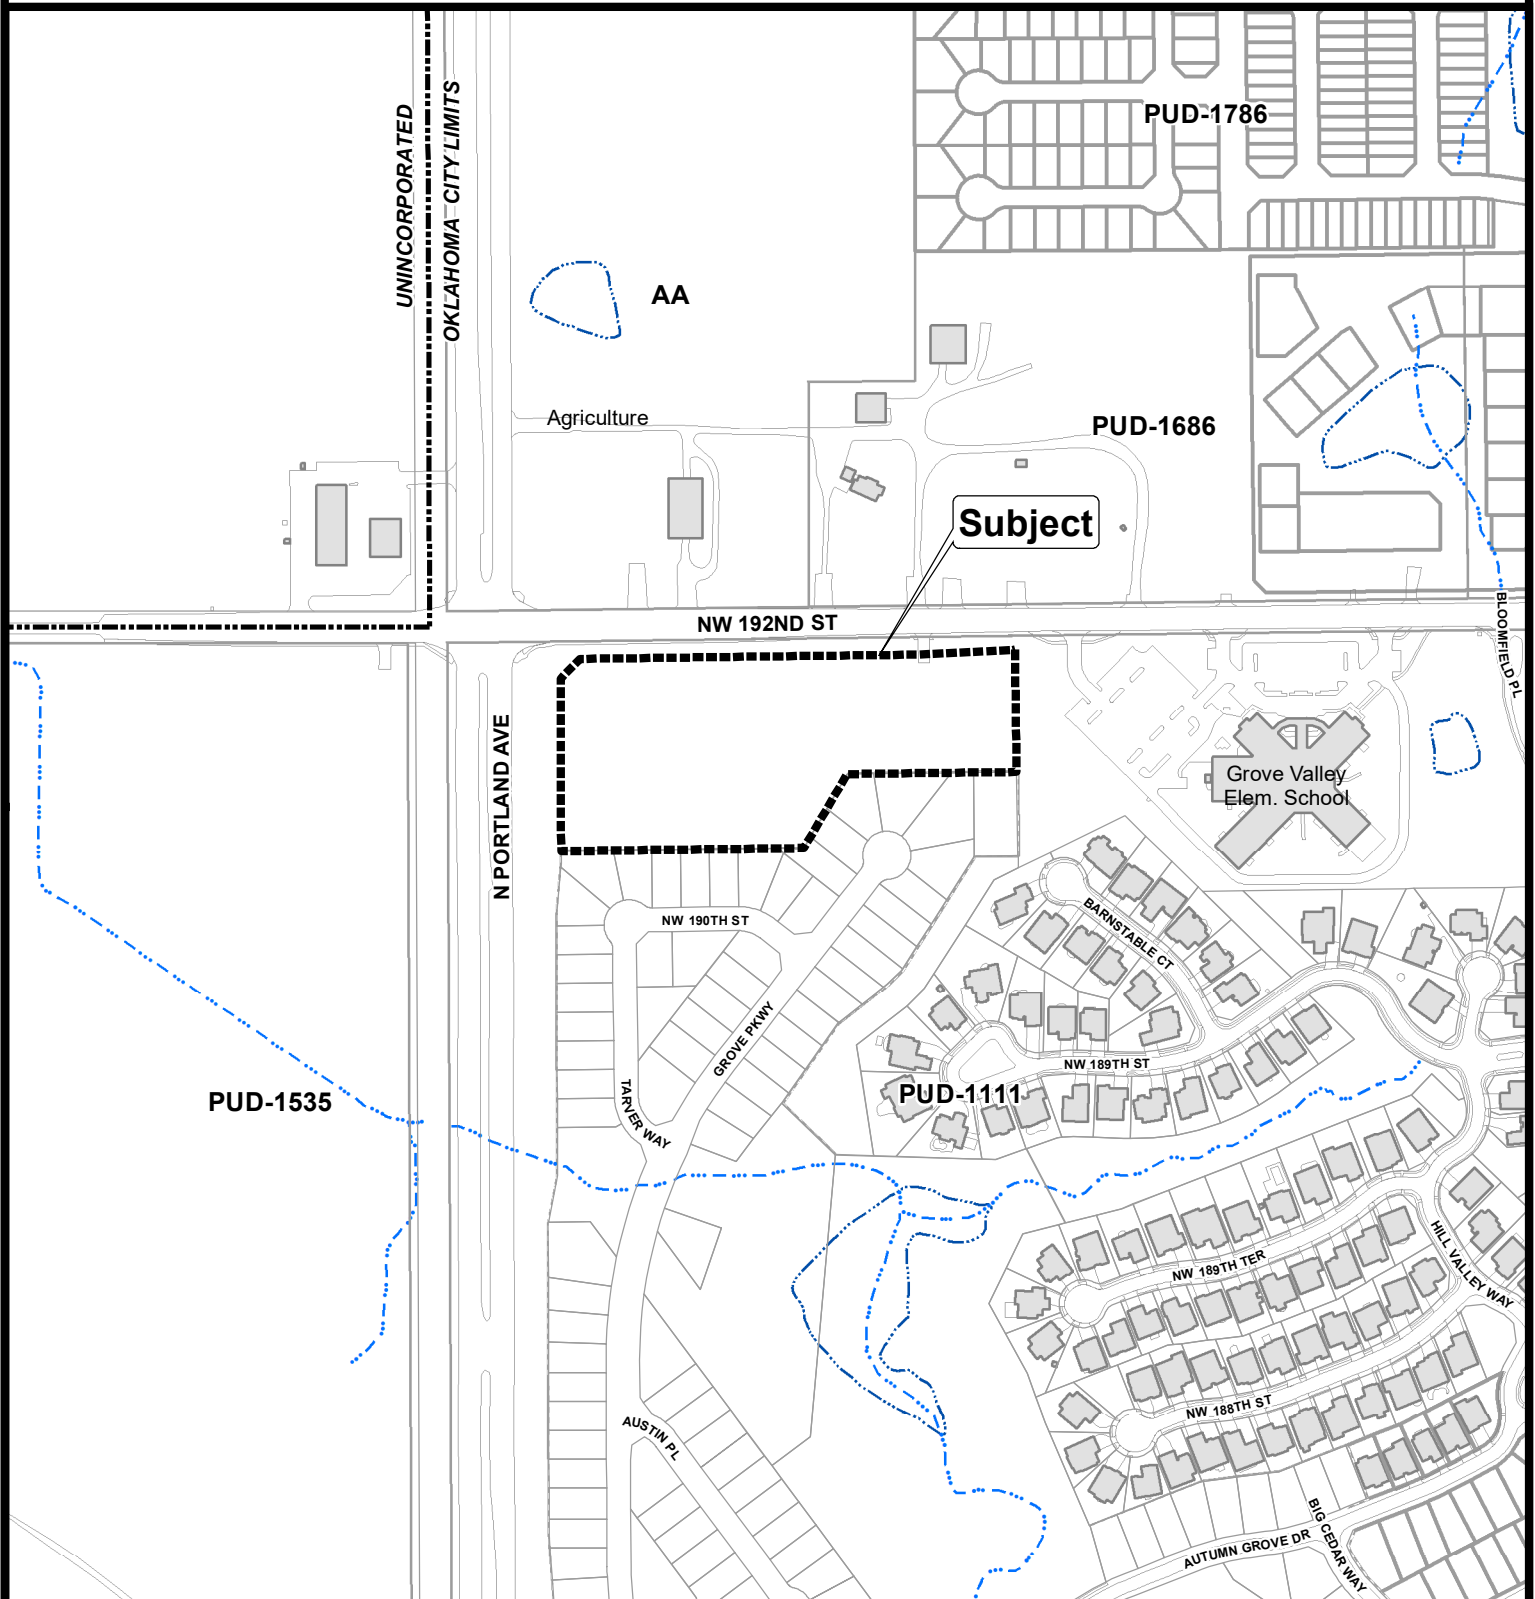 PUD-1786
UNINCORPORATED
OKLAHOMA CITY LIMITS
AA
Agriculture
PUD-1686
Subject
NW 192ND ST
BLOOMFIELD PL
N PORTLAND AVE
Grove Valley
Elem. School
NW 190TH ST
BARNSTABLE CT
GROVE PKWY
NW 189TH ST
PUD-1111
PUD-1535
TARVER WAY
HILL VALLEY WAY
NW 189TH TER
NW 188TH ST
AUSTIN PL
BIG CEDAR WAY
AUTUMN GROVE DR